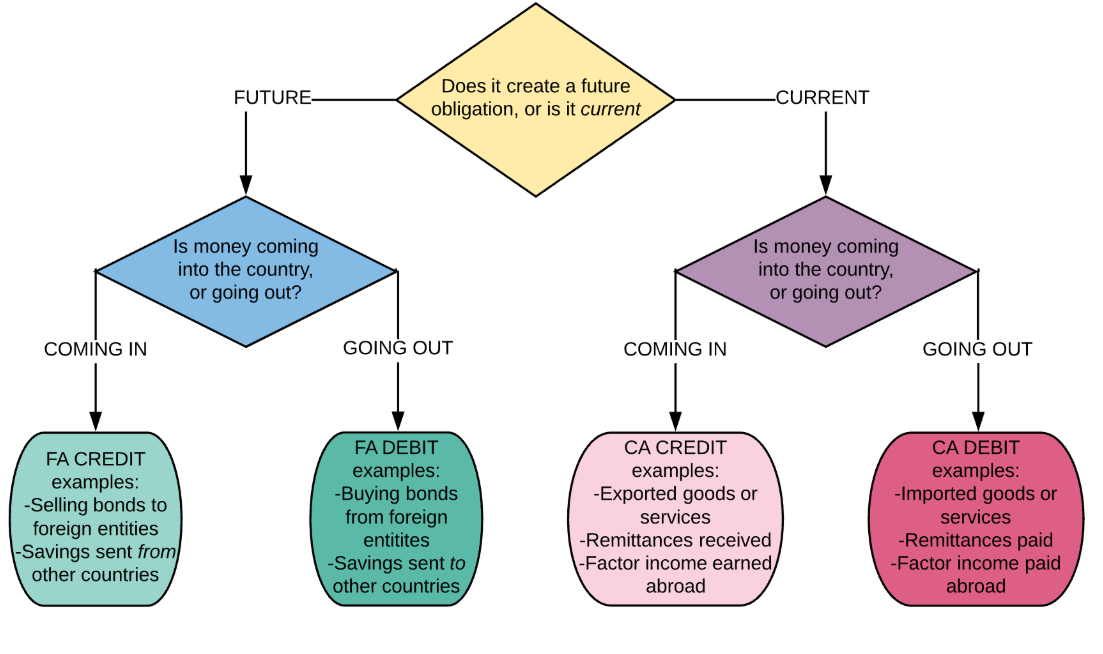 Does it create a future
obligation, or is it current
FUTURE
CURRENT
Is money coming
into the country,
or going out?
Is money coming
into the country,
or going out?
COMING IN
GOING OUT
COMING IN
GOING OUT
FA CREDIT
examples:
-Selling bonds to
foreign entities
-Savings sent from
other countries
FA DEBIT
examples:
-Buying bonds
from foreign
entitites
-Savings sent to
other countries
CA CREDIT
examples:
-Exported goods or
services
-Remittances received
-Factor income earned
abroad
CA DEBIT
examples:
-Imported goods or
services
-Remittances paid
-Factor income paid
abroad